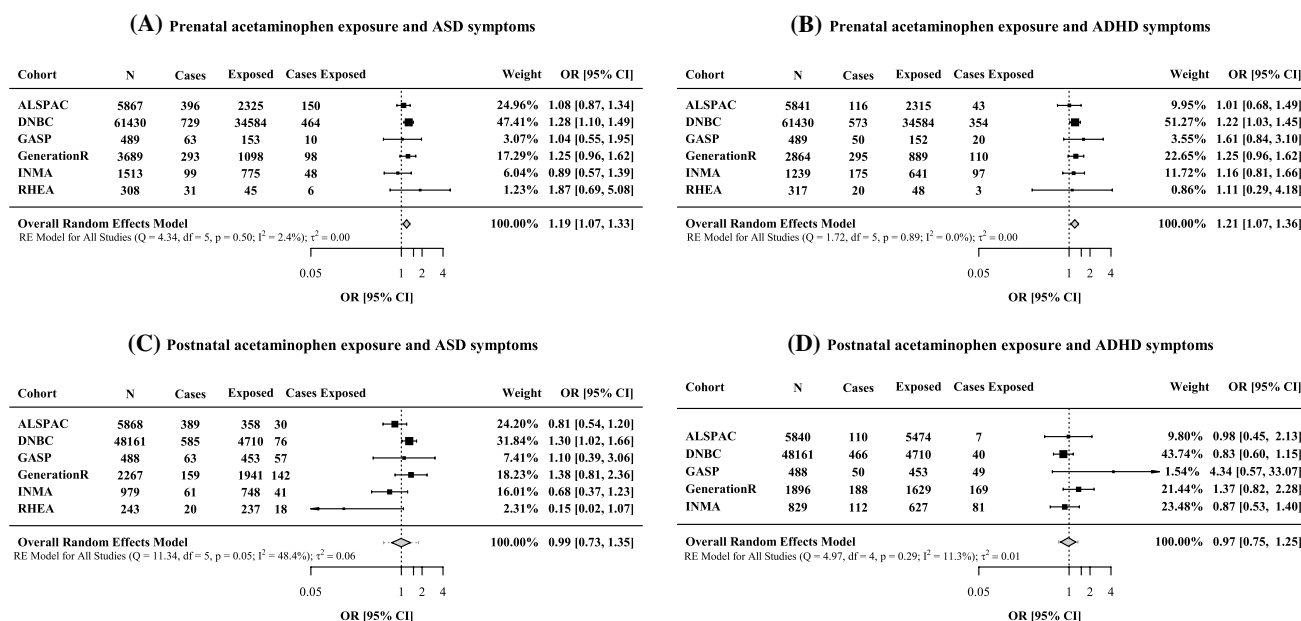 (A) Prenatal acetaminophen exposure and ASD symptoms
Cohort N Cases Exposed Cases Exposed Weight OR [95% CI]
ALSPAC 5867 396 2325 150 24.96% 1.08 [0.87, 1.34]
DNBC 61430 729 34584 464 47.41% 1.28 [1.10, 1.49]
GASP 489 63 153 10 3.07% 1.04 [0.55, 1.95]
GenerationR 3689 293 1098 98 17.29% 1.25 [0.96, 1.62]
INMA 1513 99 775 48 6.04% 0.89 [0.57, 1.39]
RHEA 308 31 45 6 1.23% 1.87 [0.69, 5.08]
Overall Random Effects Model 100.00% 1.19 [1.07, 1.33]
RE Model for All Studies (Q = 4.34, df = 5, p = 0.50; I² = 2.4%); τ² = 0.00
0.05 1 2 4
OR [95% CI]
(B) Prenatal acetaminophen exposure and ADHD symptoms
Cohort N Cases Exposed Cases Exposed Weight OR [95% CI]
ALSPAC 5841 116 2315 43 9.95% 1.01 [0.68, 1.49]
DNBC 61430 573 34584 354 51.27% 1.22 [1.03, 1.45]
GASP 489 50 152 20 3.55% 1.61 [0.84, 3.10]
GenerationR 2864 295 889 110 22.65% 1.25 [0.96, 1.62]
INMA 1239 175 641 97 11.72% 1.16 [0.81, 1.66]
RHEA 317 20 48 3 0.86% 1.11 [0.29, 4.18]
Overall Random Effects Model 100.00% 1.21 [1.07, 1.36]
RE Model for All Studies (Q = 1.72, df = 5, p = 0.89; I² = 0.0%); τ² = 0.00
0.05 1 2 4
OR [95% CI]
(C) Postnatal acetaminophen exposure and ASD symptoms
Cohort N Cases Exposed Cases Exposed Weight OR [95% CI]
ALSPAC 5868 389 358 30 24.20% 0.81 [0.54, 1.20]
DNBC 48161 585 4710 76 31.84% 1.30 [1.02, 1.66]
GASP 488 63 453 57 7.41% 1.10 [0.39, 3.06]
GenerationR 2267 159 1941 142 18.23% 1.38 [0.81, 2.36]
INMA 979 61 748 41 16.01% 0.68 [0.37, 1.23]
RHEA 243 20 237 18 2.31% 0.15 [0.02, 1.07]
Overall Random Effects Model 100.00% 0.99 [0.73, 1.35]
RE Model for All Studies (Q = 11.34, df = 5, p = 0.05; I² = 48.4%); τ² = 0.06
0.05 1 2 4
OR [95% CI]
(D) Postnatal acetaminophen exposure and ADHD symptoms
Cohort N Cases Exposed Cases Exposed Weight OR [95% CI]
ALSPAC 5840 110 5474 7 9.80% 0.98 [0.45, 2.13]
DNBC 48161 466 4710 40 43.74% 0.83 [0.60, 1.15]
GASP 488 50 453 49 1.54% 4.34 [0.57, 33.07]
GenerationR 1896 188 1629 169 21.44% 1.37 [0.82, 2.28]
INMA 829 112 627 81 23.48% 0.87 [0.53, 1.40]
Overall Random Effects Model 100.00% 0.97 [0.75, 1.25]
RE Model for All Studies (Q = 4.97, df = 4, p = 0.29; I² = 11.3%); τ² = 0.01
0.05 1 2 4
OR [95% CI]